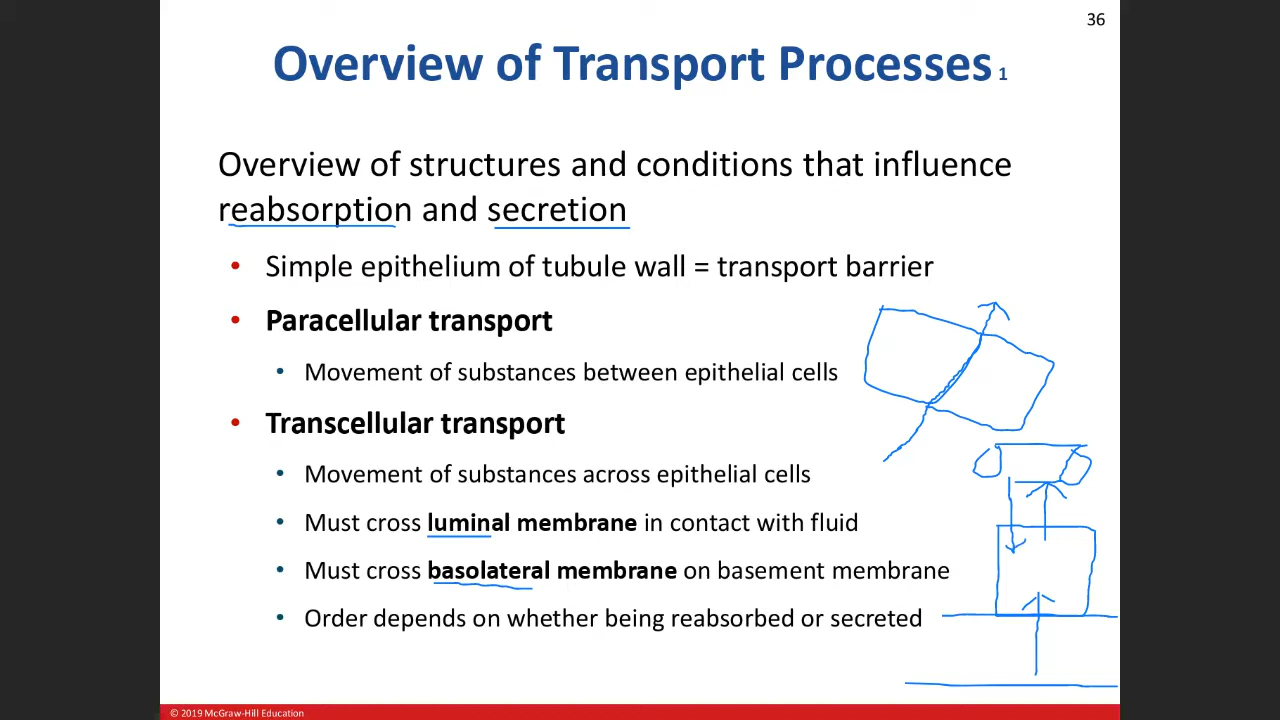 36
Overview of Transport Processes 1
Overview of structures and conditions that influence
reabsorption and secretion
• Simple epithelium of tubule wall = transport barrier
• Paracellular transport
• Movement of substances between epithelial cells
• Transcellular transport
• Movement of substances across epithelial cells
• Must cross luminal membrane in contact with fluid
• Must cross basolateral membrane on basement membrane
• Order depends on whether being reabsorbed or secreted
© 2019 McGraw-Hill Education